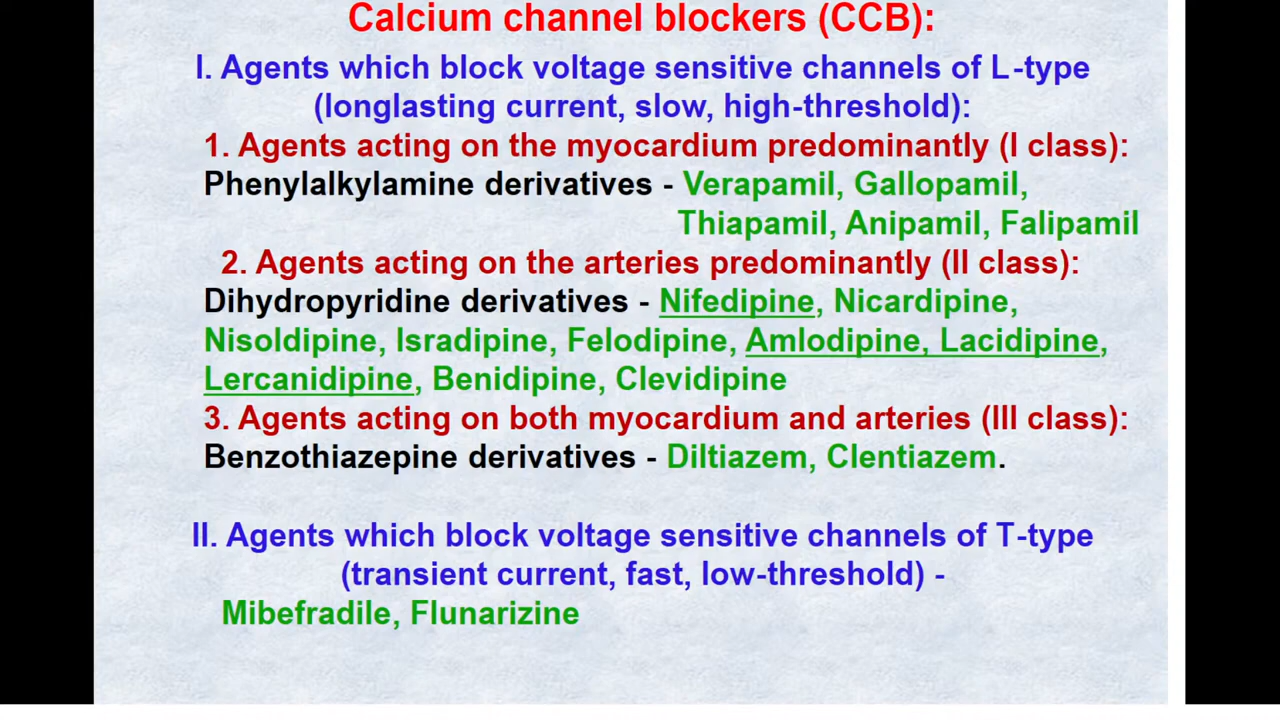 Calcium channel blockers (CCB):
I. Agents which block voltage sensitive channels of L-type
(longlasting current, slow, high-threshold):
1. Agents acting on the myocardium predominantly (I class):
Phenylalkylamine derivatives - Verapamil, Gallopamil,
Thiapamil, Anipamil, Falipamil
2. Agents acting on the arteries predominantly (II class):
Dihydropyridine derivatives - Nifedipine, Nicardipine,
Nisoldipine, Isradipine, Felodipine, Amlodipine, Lacidipine,
Lercanidipine, Benidipine, Clevidipine
3. Agents acting on both myocardium and arteries (III class):
Benzothiazepine derivatives - Diltiazem, Clentiazem.
II. Agents which block voltage sensitive channels of T-type
(transient current, fast, low-threshold) -
Mibefradile, Flunarizine